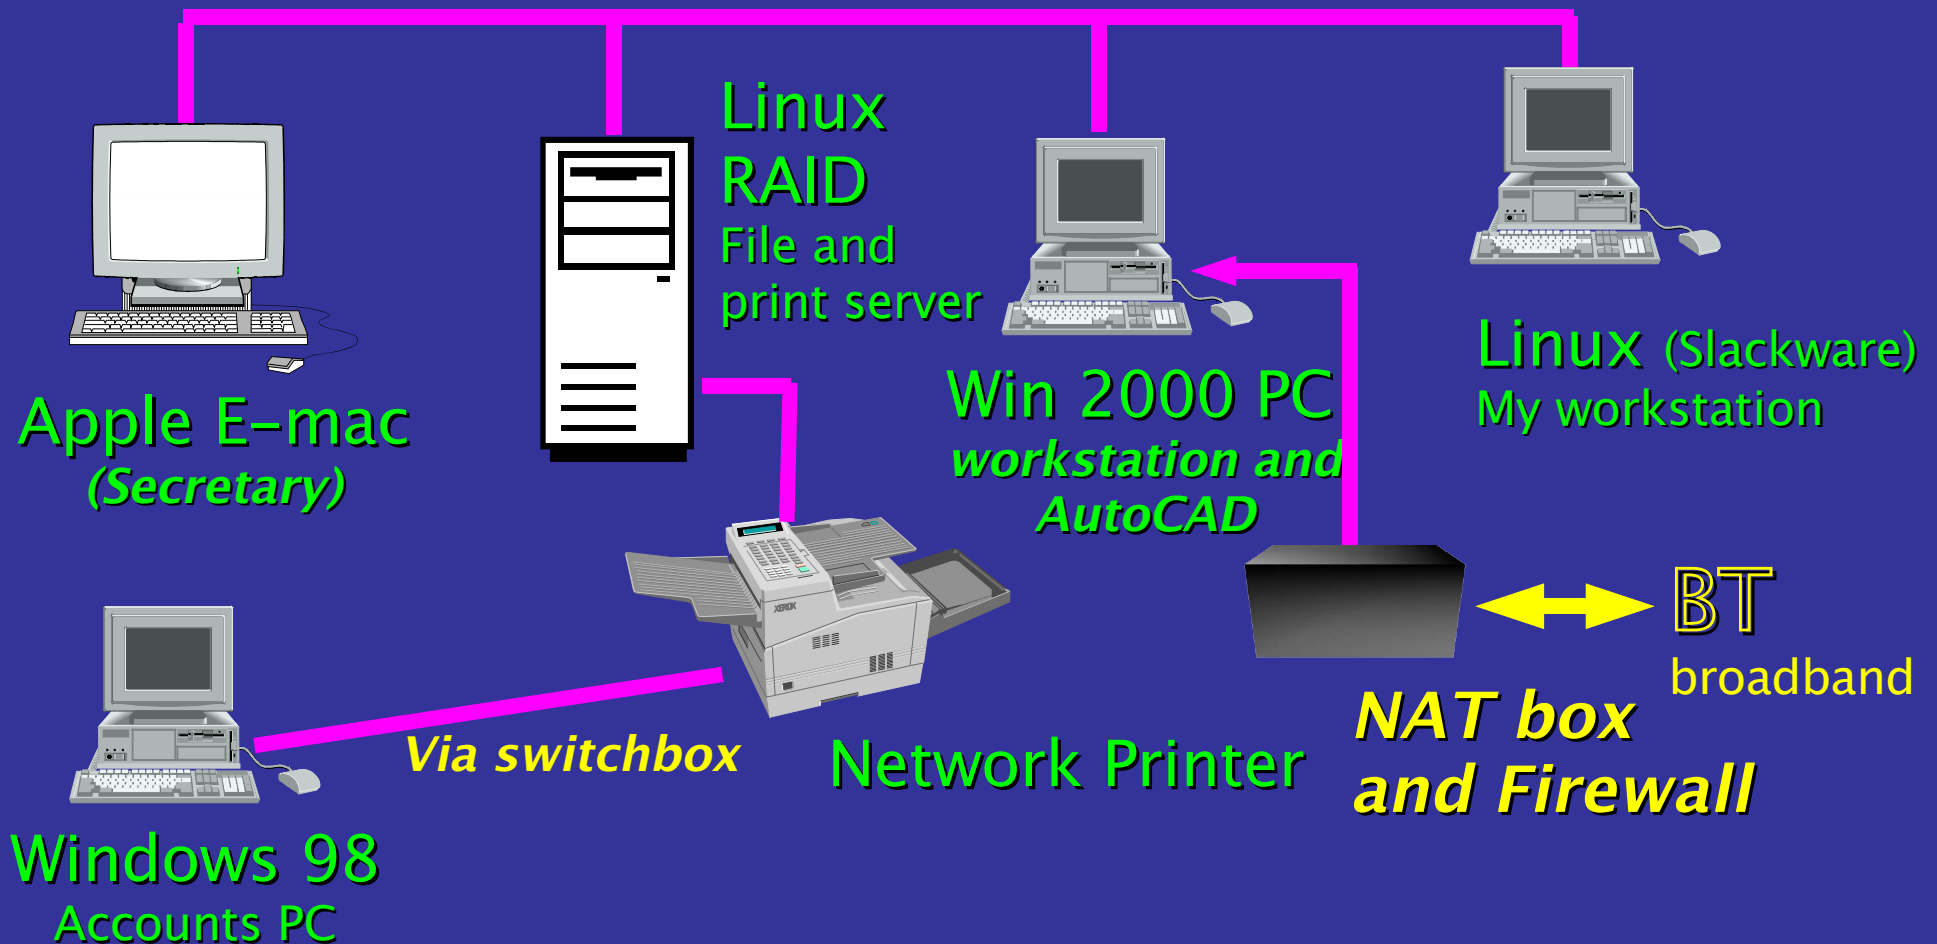 Linux
RAID
File and
print server
Apple E-mac
(Secretary)
Win 2000 PC
workstation and
AutoCAD
Linux (Slackware)
My workstation
XEROX
BT
broadband
NAT box
and Firewall
Via switchbox
Network Printer
Windows 98
Accounts PC